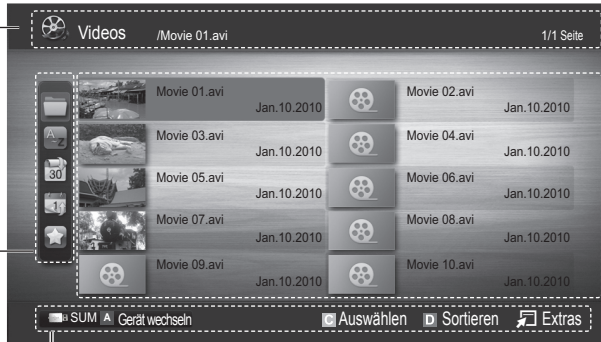 Videos /Movie 01.avi 1/1 Seite
Movie 01.avi Movie 02.avi
Jan.10.2010 Jan.10.2010
Movie 03.avi Movie 04.avi
Jan.10.2010 Jan.10.2010
Movie 05.avi Movie 06.avi
Jan.10.2010 Jan.10.2010
Movie 07.avi Movie 08.avi
Jan.10.2010 Jan.10.2010
Movie 09.avi Movie 10.avi
Jan.10.2010 Jan.10.2010
A-Z
30
1
SUM A Gerät wechseln C Auswählen D Sortieren Extras